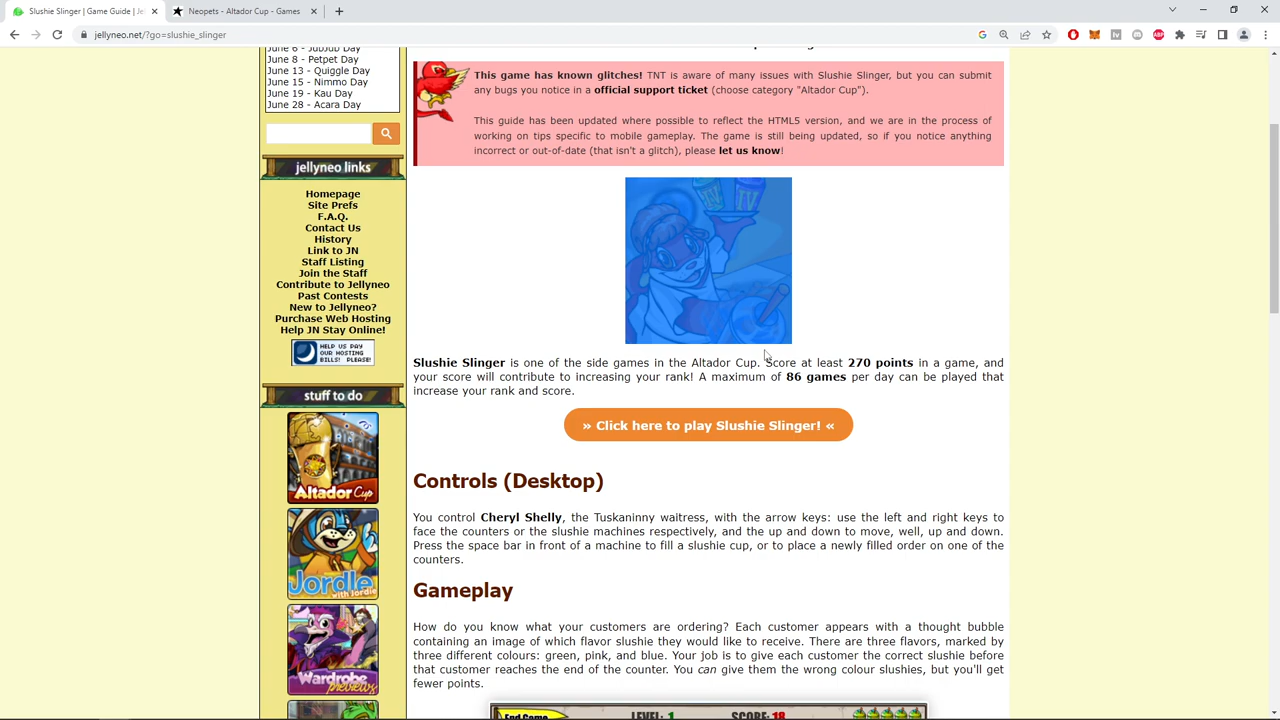 Slushie Slinger | Game Guide | Je
Neopets - Altador Cup - Games
jellyneo.net/?go=slushie_slinger
June 6 - JubJub Day
June 8 - Petpet Day
June 13 - Quiggle Day
June 15 - Nimmo Day
June 19 - Kau Day
June 28 - Acara Day
jellyneo links
Homepage
Site Prefs
F.A.Q.
Contact Us
History
Link to JN
Staff Listing
Join the Staff
Contribute to Jellyneo
Past Contests
New to Jellyneo?
Purchase Web Hosting
Help JN Stay Online!
HELP US PAY
OUR HOSTING
BILLS! PLEASE!
stuff to do
Altador Cup
Jordle
with Jordie
Wardrobe
previews
This game has known glitches! TNT is aware of many issues with Slushie Slinger, but you can submit
any bugs you notice in a official support ticket (choose category "Altador Cup").
This guide has been updated where possible to reflect the HTML5 version, and we are in the process of
working on tips specific to mobile gameplay. The game is still being updated, so if you notice anything
incorrect or out-of-date (that isn't a glitch), please let us know!
IV
Slushie Slinger is one of the side games in the Altador Cup. Score at least 270 points in a game, and
your score will contribute to increasing your rank! A maximum of 86 games per day can be played that
increase your rank and score.
» Click here to play Slushie Slinger! «
Controls (Desktop)
You control Cheryl Shelly, the Tuskaninny waitress, with the arrow keys: use the left and right keys to
face the counters or the slushie machines respectively, and the up and down to move, well, up and down.
Press the space bar in front of a machine to fill a slushie cup, or to place a newly filled order on one of the
counters.
Gameplay
How do you know what your customers are ordering? Each customer appears with a thought bubble
containing an image of which flavor slushie they would like to receive. There are three flavors, marked by
three different colours: green, pink, and blue. Your job is to give each customer the correct slushie before
that customer reaches the end of the counter. You can give them the wrong colour slushies, but you'll get
fewer points.
End Game
LEVEL: 1
SCORE: 18